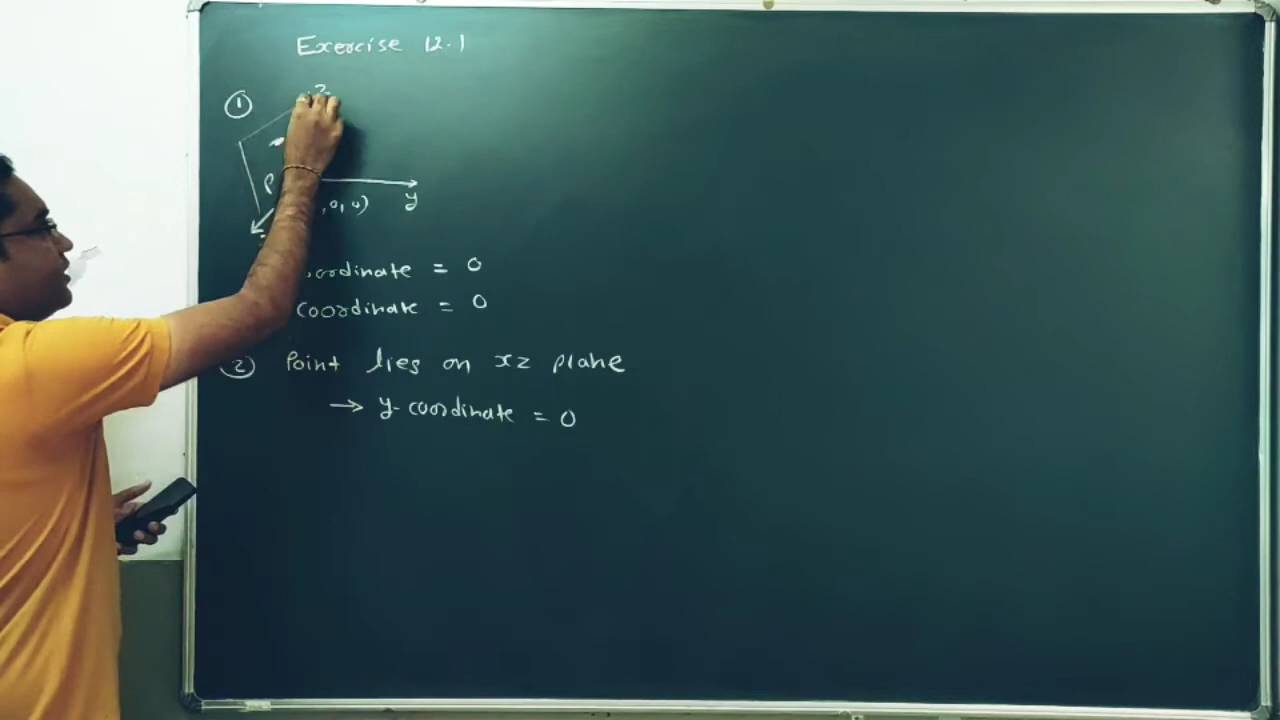 Exercise 12.1
① z
P
, 0, 0) y
coordinate = 0
coordinate = 0
② Point lies on xz plane
→ y-coordinate = 0